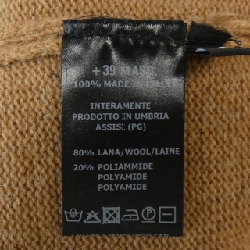 +39 MASQ
100% MADE IN ITALY
INTERAMENTE
PRODOTTO IN UMBRIA
ASSISI (PG)
80% LANA/WOOL/LAINE
20% POLIAMMIDE
POLYAMIDE
POLYAMIDE